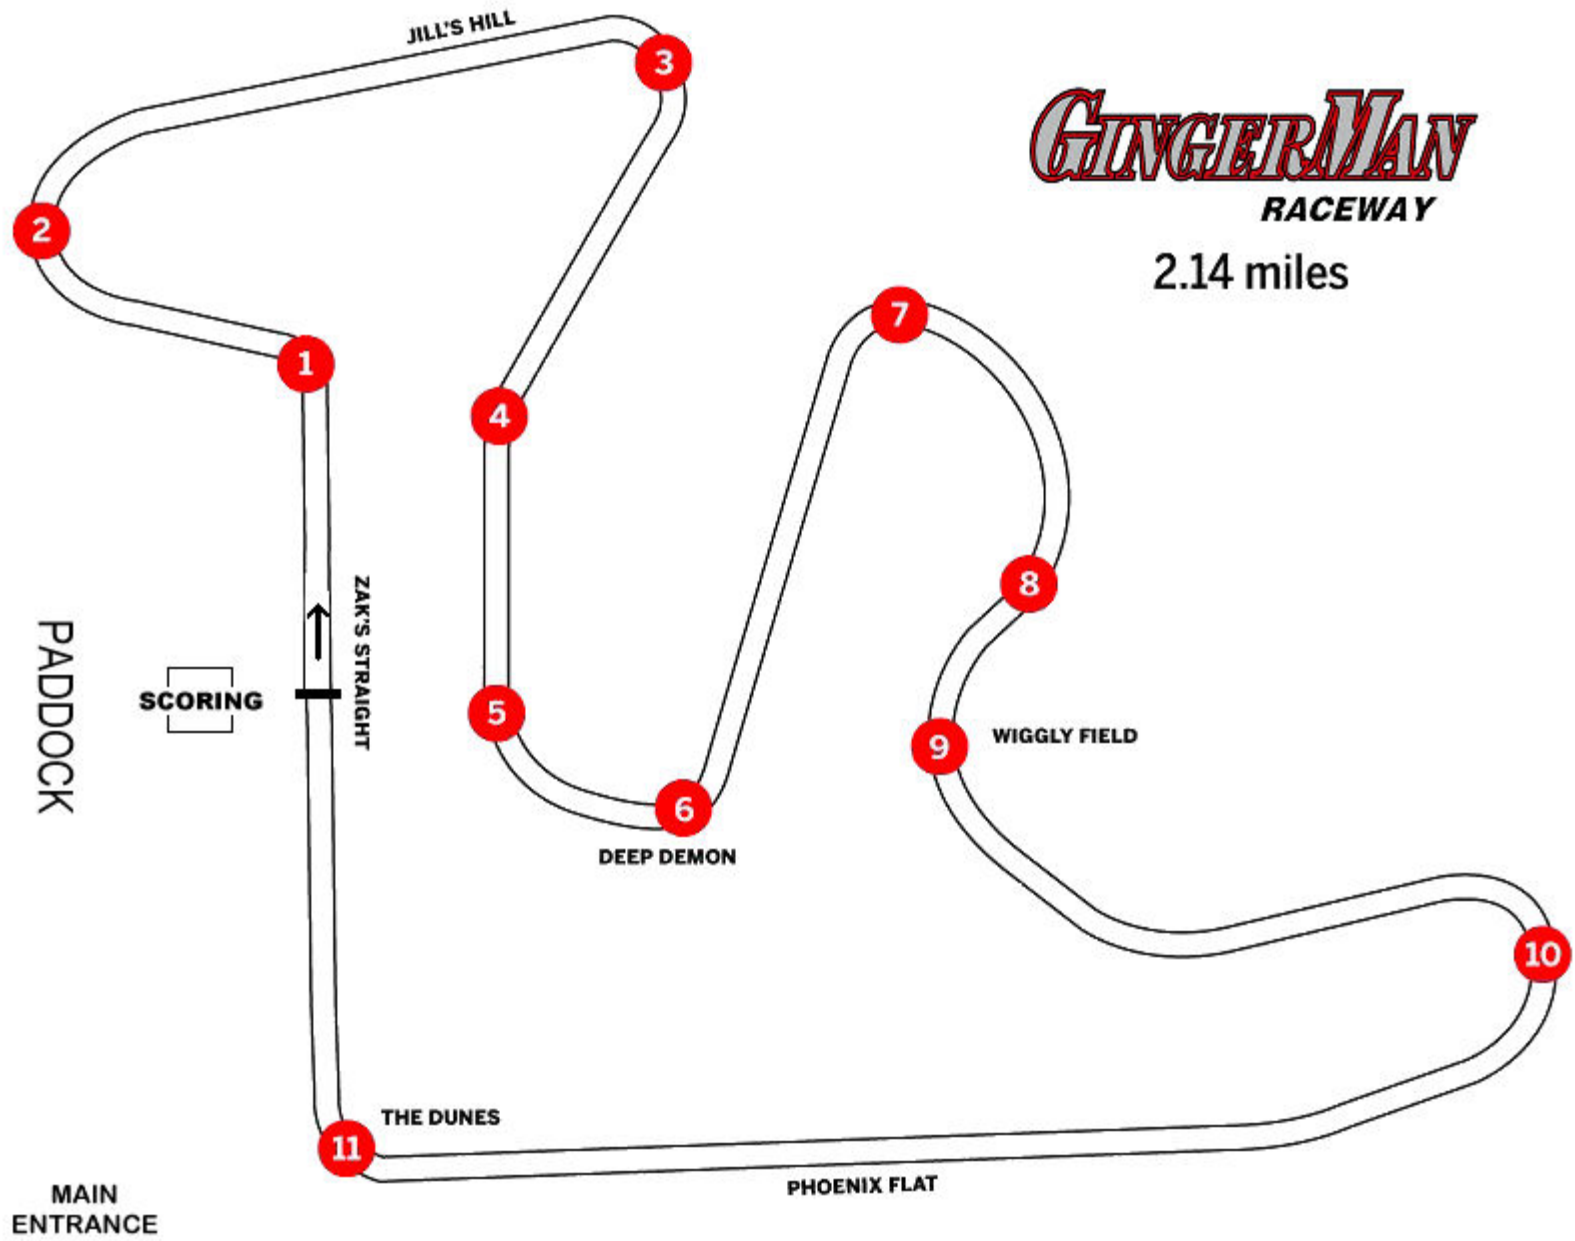 JILL'S HILL
3
GINGERMAN
RACEWAY
2.14 miles
2
7
1
4
8
ZAK'S STRAIGHT
PADDOCK
SCORING
5
9
WIGGLY FIELD
6
DEEP DEMON
10
THE DUNES
11
PHOENIX FLAT
MAIN
ENTRANCE